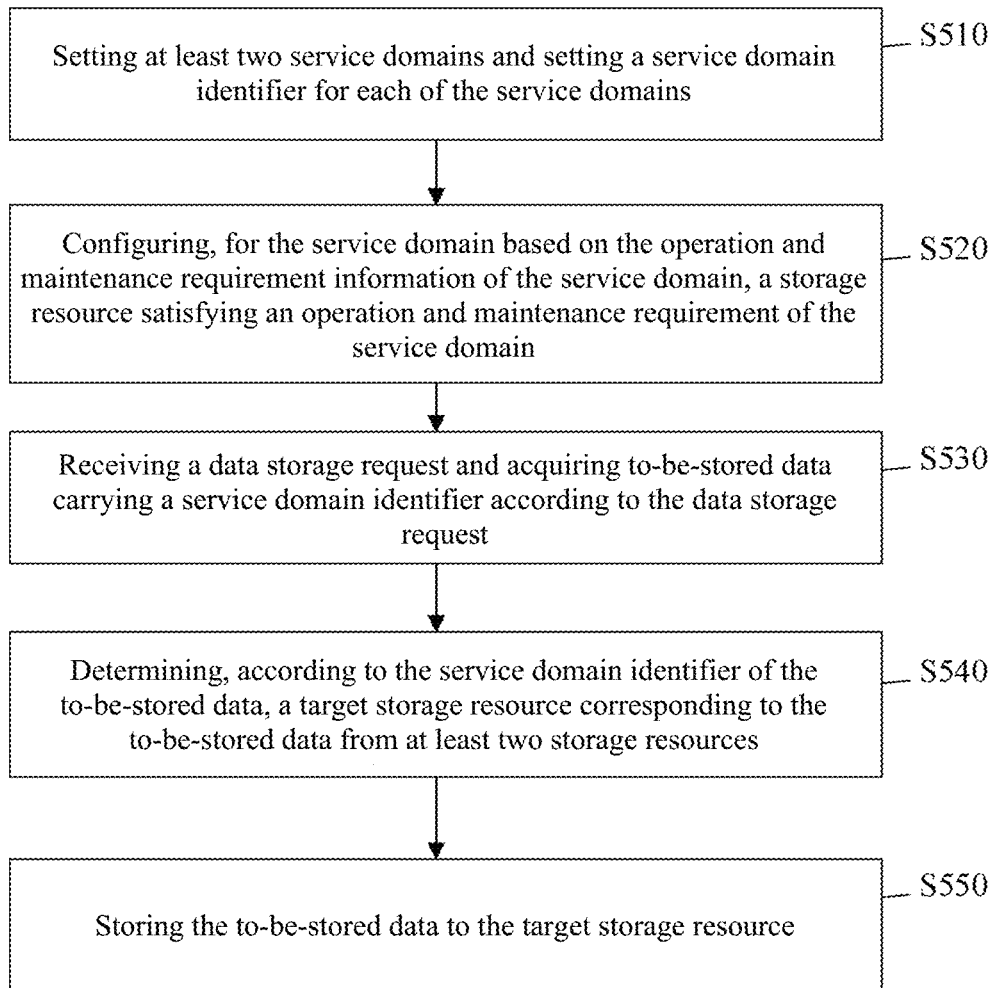 Setting at least two service domains and setting a service domain
identifier for each of the service domains
S510
Configuring, for the service domain based on the operation and
maintenance requirement information of the service domain, a storage
resource satisfying an operation and maintenance requirement of the
service domain
S520
Receiving a data storage request and acquiring to-be-stored data
carrying a service domain identifier according to the data storage
request
S530
Determining, according to the service domain identifier of the
to-be-stored data, a target storage resource corresponding to the
to-be-stored data from at least two storage resources
S540
Storing the to-be-stored data to the target storage resource
S550